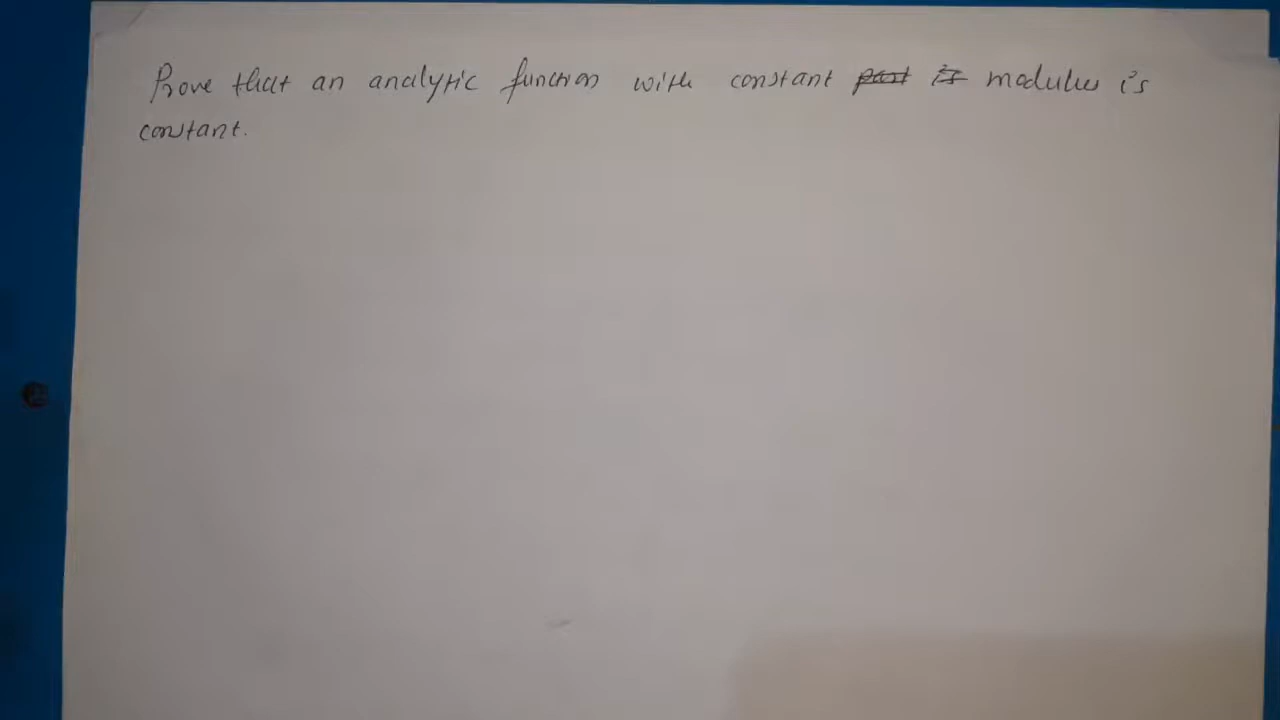 Prove that an analytic function with constant part is modulus is
constant.